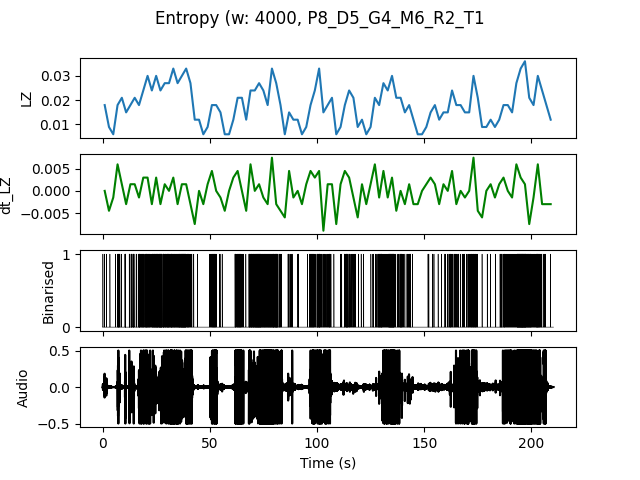 Entropy (w: 4000, P8_D5_G4_M6_R2_T1
LZ
0.03
0.02
0.01
dt_LZ
0.005
0.000
−0.005
Binarised
1
0
Audio
0.5
0.0
−0.5
0 50 100 150 200
Time (s)